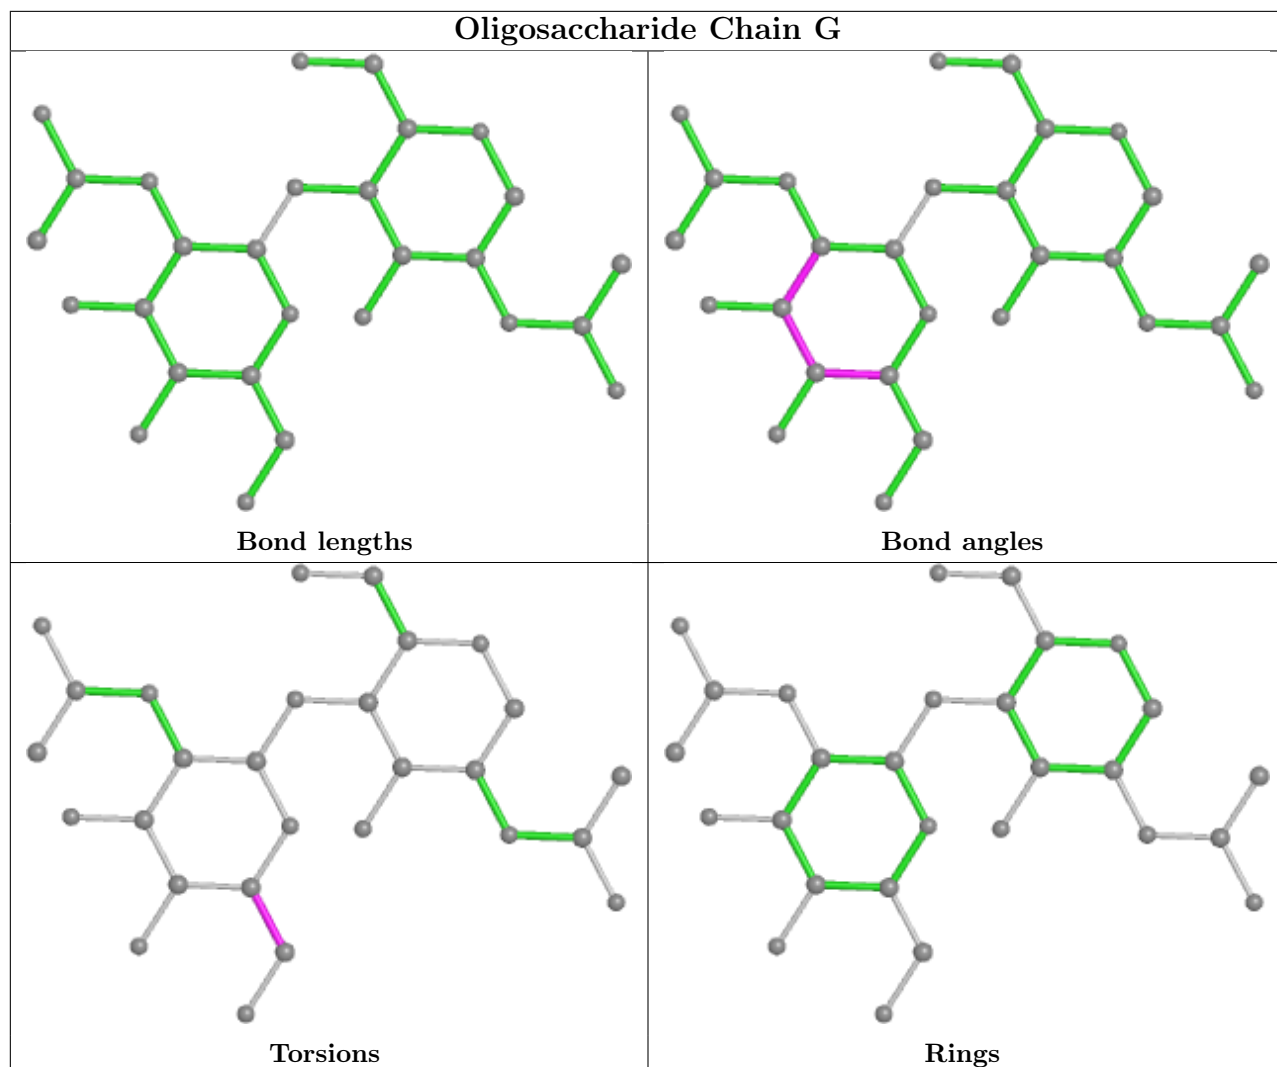 Oligosaccharide Chain G
Bond lengths
Bond angles
Torsions
Rings